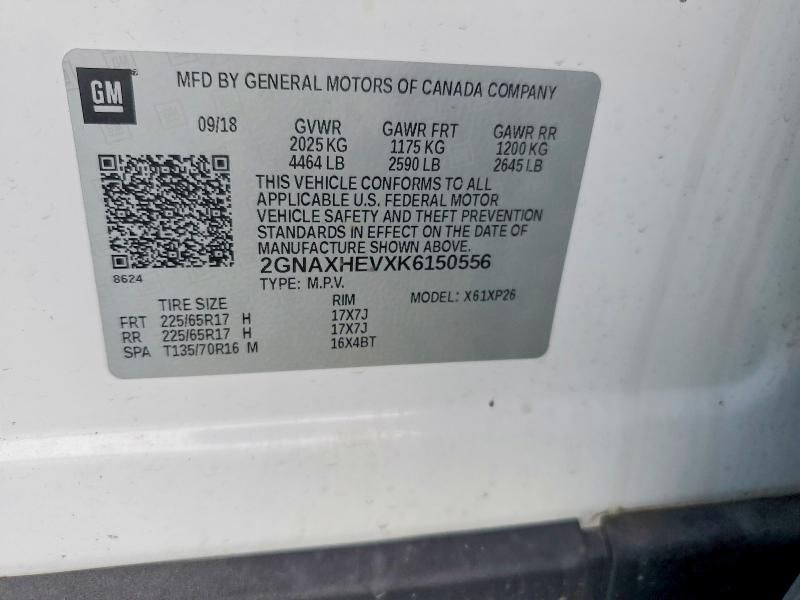 GM
MFD BY GENERAL MOTORS OF CANADA COMPANY
09/18 GVWR GAWR FRT GAWR RR
2025 KG 1175 KG 1200 KG
4464 LB 2590 LB 2645 LB
THIS VEHICLE CONFORMS TO ALL
APPLICABLE U.S. FEDERAL MOTOR
VEHICLE SAFETY AND THEFT PREVENTION
STANDARDS IN EFFECT ON THE DATE OF
MANUFACTURE SHOWN ABOVE.
8624 2GNAXHEVXK6150556
TYPE: M.P.V. MODEL: X61XP26
TIRE SIZE RIM
FRT 225/65R17 H 17X7J
RR 225/65R17 H 17X7J
SPA T135/70R16 M 16X4BT